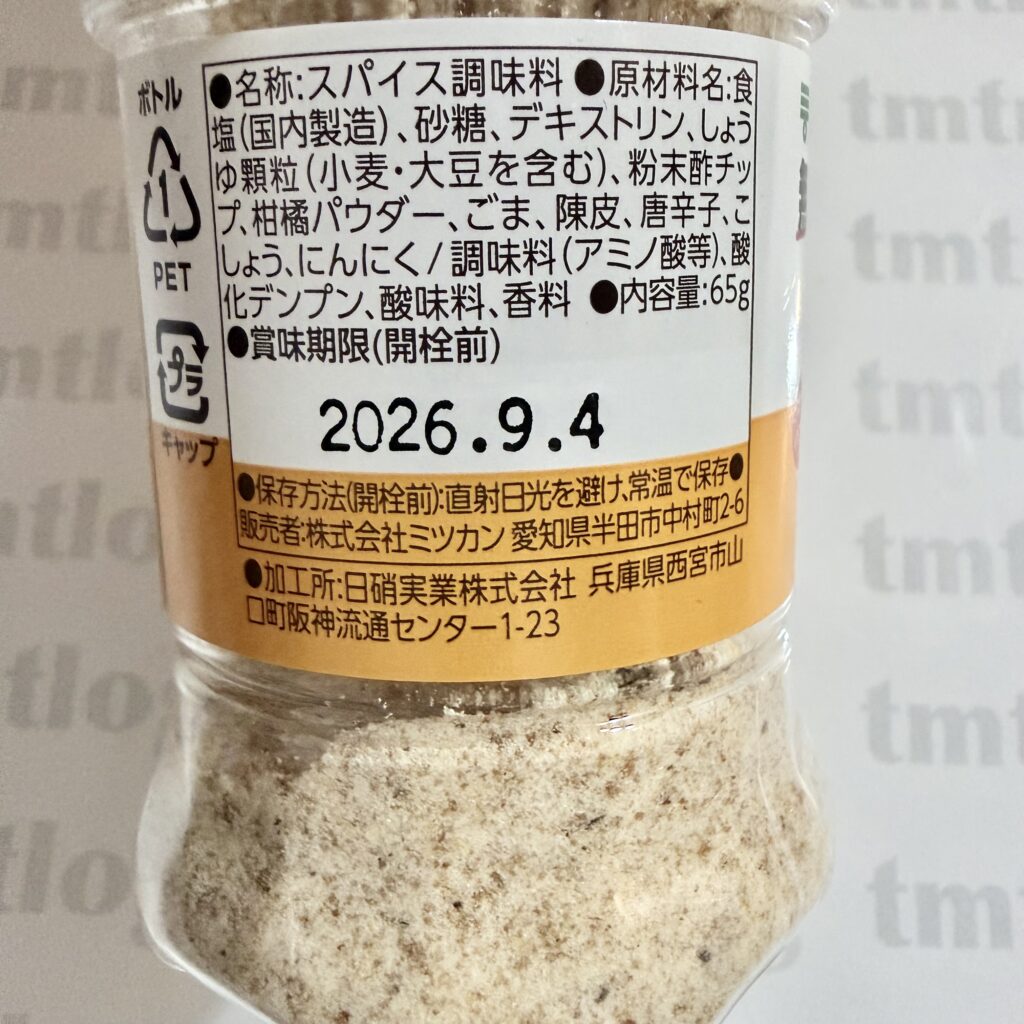 ボトル
1
PET
プラ
キャップ
●名称:スパイス調味料 ●原材料名:食
塩(国内製造)、砂糖、デキストリン、しょう
ゆ顆粒(小麦・大豆を含む)、粉末酢チッ
プ、柑橘パウダー、ごま、陳皮、唐辛子、こ
しょう、にんにく/調味料(アミノ酸等)、酸
化デンプン、酸味料、香料 ●内容量:65g
●賞味期限(開栓前)
2026.9.4
●保存方法(開栓前):直射日光を避け、常温で保存●
販売者:株式会社ミツカン 愛知県半田市中村町2-6
●加工所:日硝実業株式会社 兵庫県西宮市山
口町阪神流通センター1-23